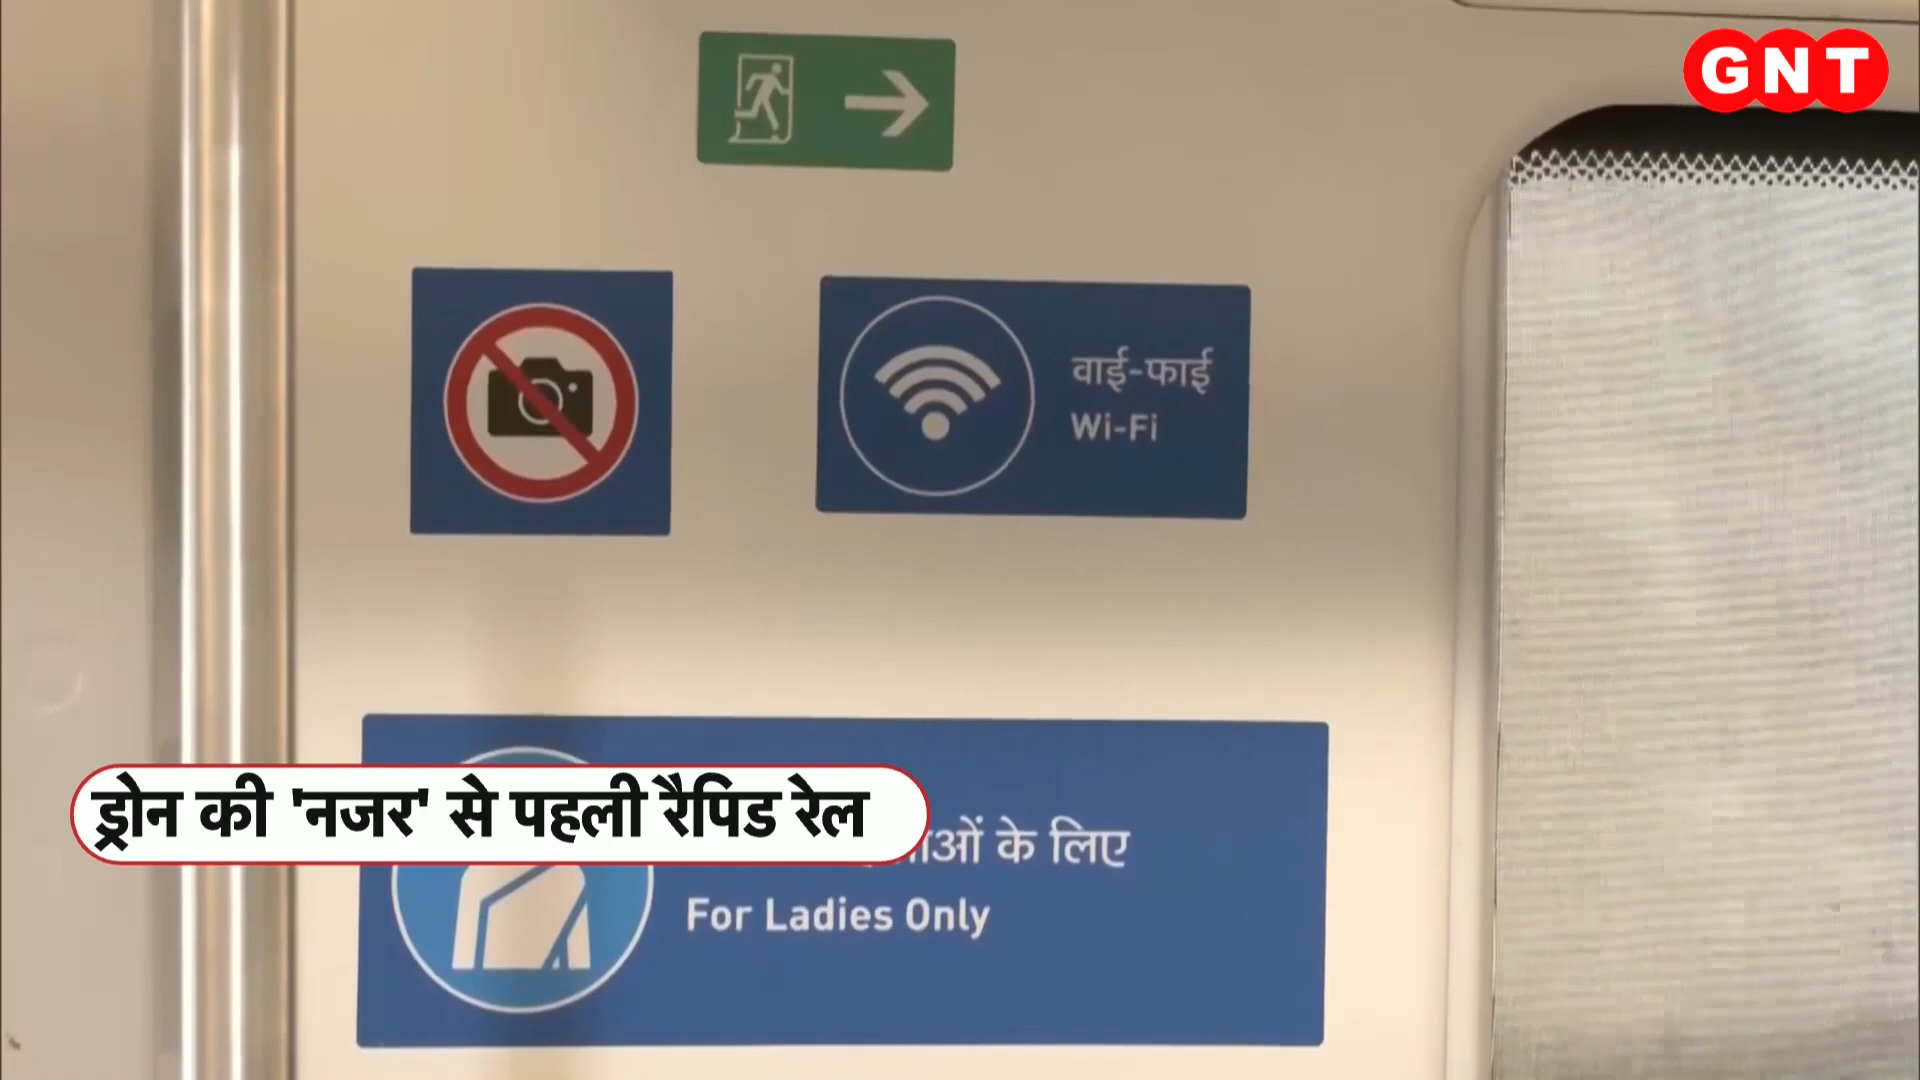 GNT
वाई-फाई
Wi-Fi
ड्रोन की 'नजर' से पहली रैपिड रेल
के लिए
For Ladies Only